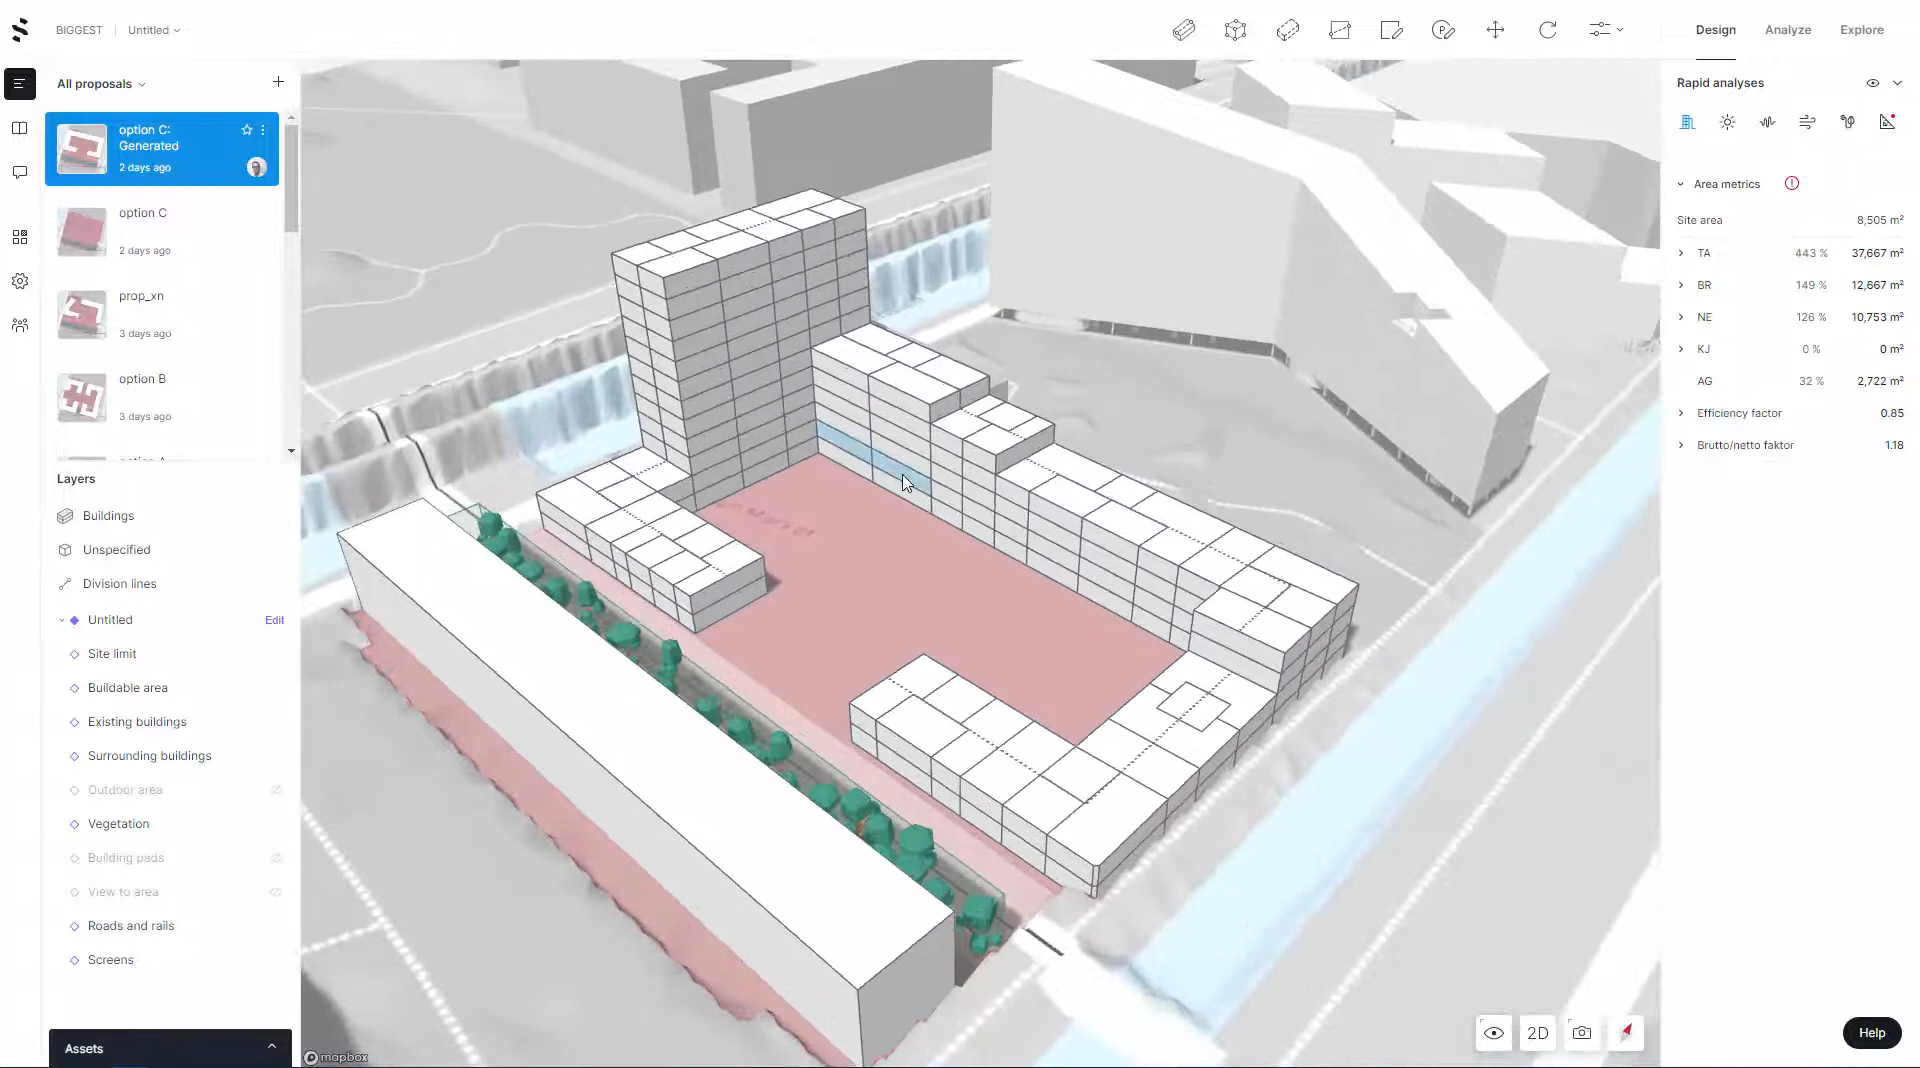 BIGGEST
Untitled
Design
Analyze
Explore
All proposals
option C:
Generated
2 days ago
option C
2 days ago
prop_xn
3 days ago
option B
3 days ago
Layers
Buildings
Unspecified
Division lines
Untitled
Edit
Site limit
Buildable area
Existing buildings
Surrounding buildings
Outdoor area
Vegetation
Building pads
View to area
Roads and rails
Screens
Assets
mapbox
2D
Rapid analyses
Area metrics
Site area 8,505 m²
TA 443 % 37,667 m²
BR 149 % 12,667 m²
NE 126 % 10,753 m²
KJ 0 % 0 m²
AG 32 % 2,722 m²
Efficiency factor 0.85
Brutto/netto faktor 1.18
Help